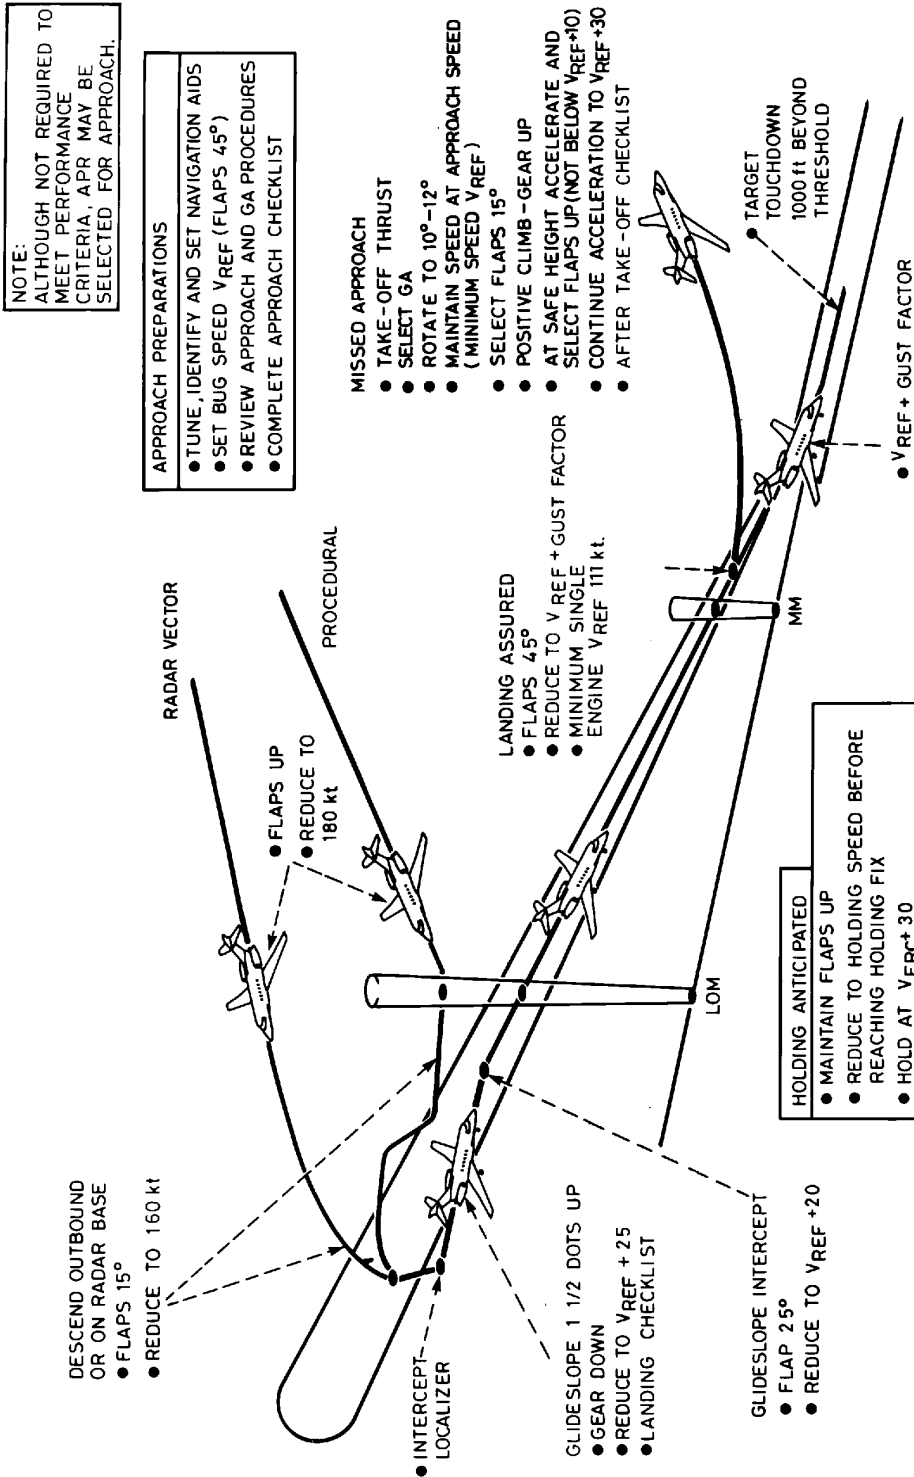 NOTE:
ALTHOUGH NOT REQUIRED TO
MEET PERFORMANCE
CRITERIA, APR MAY BE
SELECTED FOR APPROACH.
APPROACH PREPARATIONS
● TUNE, IDENTIFY AND SET NAVIGATION AIDS
● SET BUG SPEED VREF (FLAPS 45°)
● REVIEW APPROACH AND GA PROCEDURES
● COMPLETE APPROACH CHECKLIST
RADAR VECTOR
PROCEDURAL
● FLAPS UP
● REDUCE TO
180 kt
DESCEND OUTBOUND
OR ON RADAR BASE
● FLAPS 15°
● REDUCE TO 160 kt
● INTERCEPT
LOCALIZER
GLIDESLOPE 1 1/2 DOTS UP
● GEAR DOWN
● REDUCE TO VREF + 25
● LANDING CHECKLIST
GLIDESLOPE INTERCEPT
● FLAP 25°
● REDUCE TO VREF +20
LOM
HOLDING ANTICIPATED
● MAINTAIN FLAPS UP
● REDUCE TO HOLDING SPEED BEFORE
REACHING HOLDING FIX
● HOLD AT VERC+ 30
LANDING ASSURED
● FLAPS 45°
● REDUCE TO VREF + GUST FACTOR
● MINIMUM SINGLE
ENGINE VREF 111 kt.
MM
MISSED APPROACH
● TAKE-OFF THRUST
● SELECT GA
● ROTATE TO 10°-12°
● MAINTAIN SPEED AT APPROACH SPEED
(MINIMUM SPEED VREF)
● SELECT FLAPS 15°
● POSITIVE CLIMB-GEAR UP
● AT SAFE HEIGHT ACCELERATE AND
SELECT FLAPS UP (NOT BELOW VREF+10)
● CONTINUE ACCELERATION TO VREF+30
● AFTER TAKE-OFF CHECKLIST
● TARGET
TOUCHDOWN
1000 ft BEYOND
THRESHOLD
● VREF + GUST FACTOR